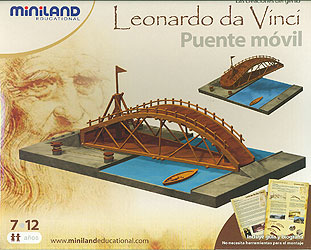 Las creaciones del genio
miniLAND
EDUCATIONAL
Leonardo da Vinci
Puente móvil
7 12
años
www.minilandeducational.com
No necesita herramientas para el montaje